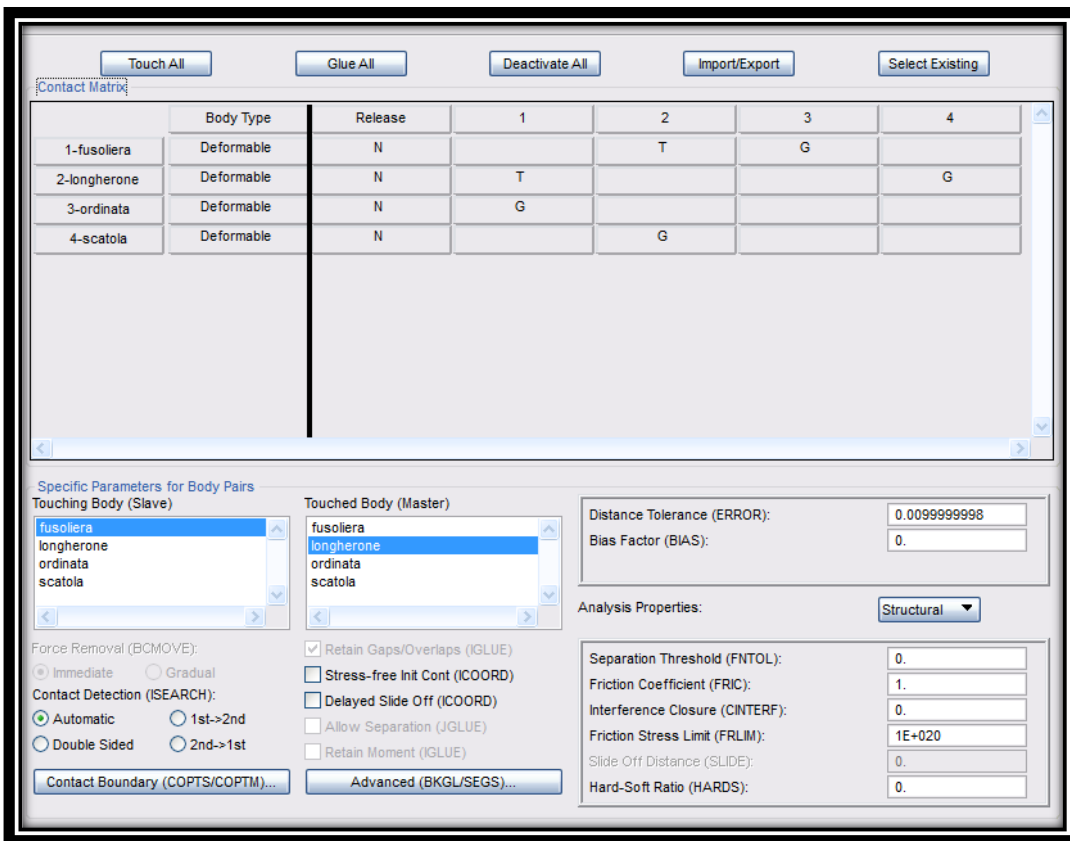 Touch All Glue All Deactivate All Import/Export Select Existing
Contact Matrix
Body Type Release 1 2 3 4
1-fusoliera Deformable N T G
2-longherone Deformable N T G
3-ordinata Deformable N G
4-scatola Deformable N G
Specific Parameters for Body Pairs
Touching Body (Slave) Touched Body (Master)
fusoliera fusoliera Distance Tolerance (ERROR): 0.0099999998
longherone longherone Bias Factor (BIAS): 0.
ordinata ordinata
scatola scatola
Analysis Properties: Structural
Force Removal (BCMOVE): Retain Gaps/Overlaps (IGLUE) Separation Threshold (FNTOL): 0.
Immediate Gradual Stress-free Init Cont (ICOORD) Friction Coefficient (FRIC): 1.
Contact Detection (ISEARCH): Delayed Slide Off (ICOORD) Interference Closure (CINTERF): 0.
Automatic 1st->2nd Allow Separation (JGLUE) Friction Stress Limit (FRLIM): 1E+020
Double Sided 2nd->1st Retain Moment (IGLUE) Slide Off Distance (SLIDE): 0.
Contact Boundary (COPTS/COPTM)... Advanced (BKGL/SEGS)... Hard-Soft Ratio (HARDS): 0.